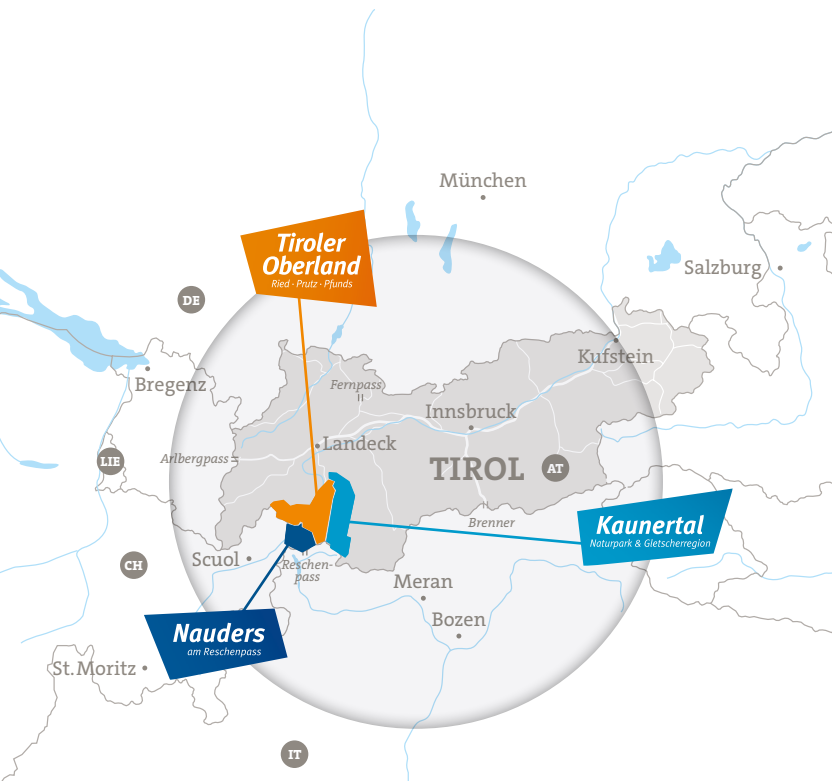 München
Tiroler
Oberland
Ried · Prutz · Pfunds
Salzburg
DE
Kufstein
Bregenz
Fernpass
Innsbruck
Landeck
Arlbergpass
LIE
TIROL
AT
Brenner
Kaunertal
Naturpark & Gletscherregion
Scuol
CH
Reschen-
pass
Meran
Bozen
Nauders
am Reschenpass
St. Moritz
IT